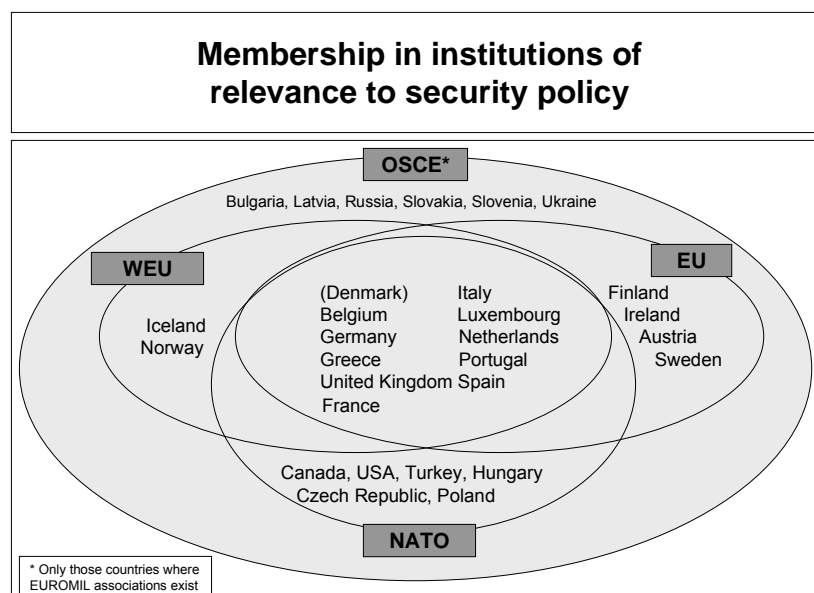 Membership in institutions of
relevance to security policy
OSCE*
Bulgaria, Latvia, Russia, Slovakia, Slovenia, Ukraine
WEU
EU
(Denmark) Italy
Belgium Luxembourg
Germany Netherlands
Greece Portugal
United Kingdom Spain
France
Iceland
Norway
Finland
Ireland
Austria
Sweden
Canada, USA, Turkey, Hungary
Czech Republic, Poland
NATO
* Only those countries where
EUROMIL associations exist